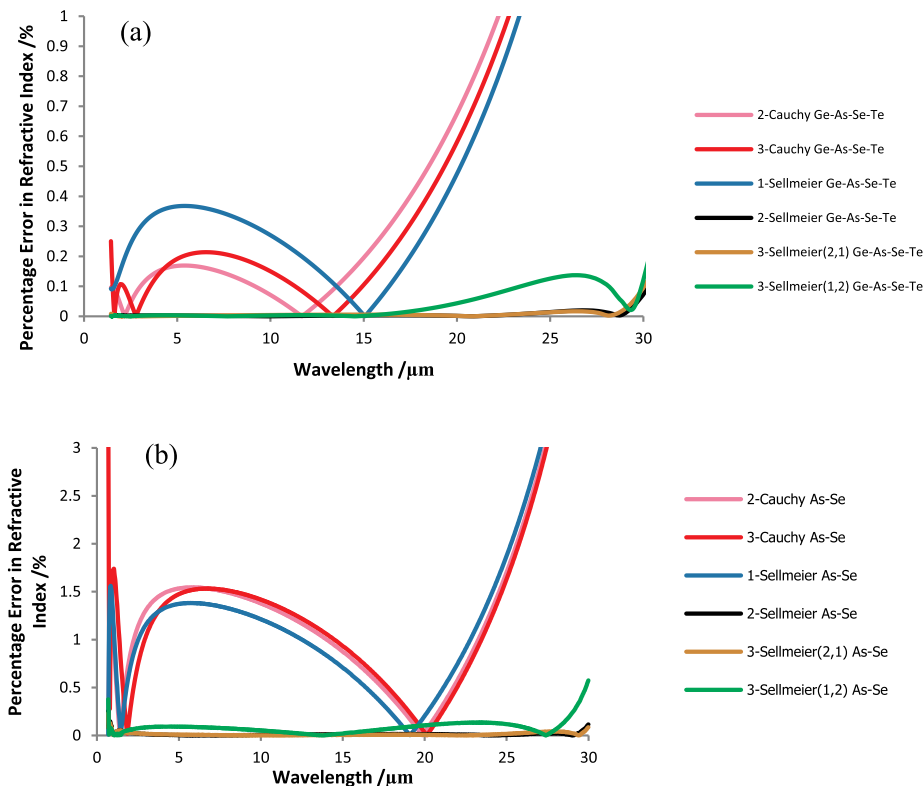 (a)
Percentage Error in Refractive Index /%
1
0.9
0.8
0.7
0.6
0.5
0.4
0.3
0.2
0.1
0
0 5 10 15 20 25 30
Wavelength /µm
2-Cauchy Ge-As-Se-Te
3-Cauchy Ge-As-Se-Te
1-Sellmeier Ge-As-Se-Te
2-Sellmeier Ge-As-Se-Te
3-Sellmeier(2,1) Ge-As-Se-Te
3-Sellmeier(1,2) Ge-As-Se-Te
(b)
Percentage Error in Refractive
Index /%
3
2.5
2
1.5
1
0.5
0
0 5 10 15 20 25 30
Wavelength /µm
2-Cauchy As-Se
3-Cauchy As-Se
1-Sellmeier As-Se
2-Sellmeier As-Se
3-Sellmeier(2,1) As-Se
3-Sellmeier(1,2) As-Se